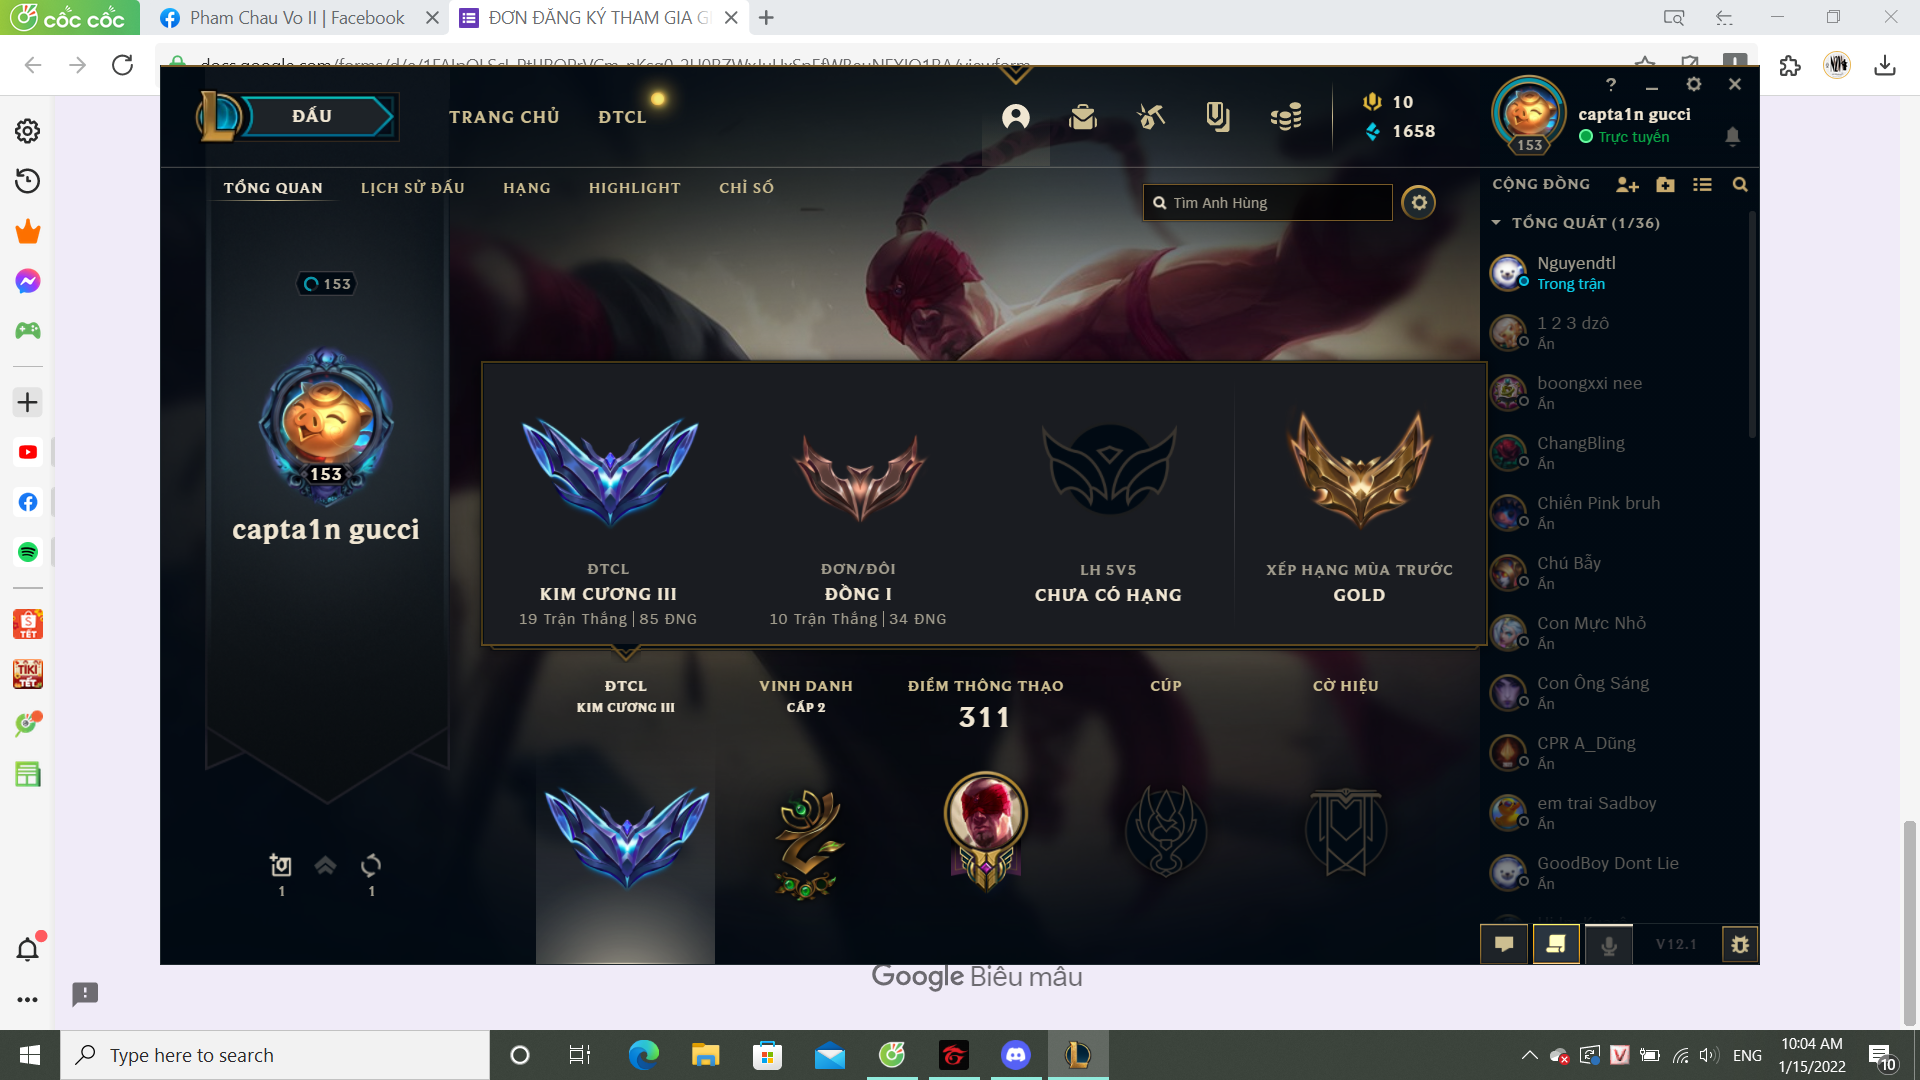 cốc cốc
Pham Chau Vo II | Facebook
ĐƠN ĐĂNG KÝ THAM GIA G
ĐẤU
TRANG CHỦ
ĐTCL
10
1658
153
capta1n gucci
Trực tuyến
TỔNG QUAN
LỊCH SỬ ĐẤU
HẠNG
HIGHLIGHT
CHỈ SỐ
Tìm Anh Hùng
CỘNG ĐỒNG
TỔNG QUÁT (1/36)
Nguyendtl
Trong trận
1 2 3 dzô
Ẩn
boongxxi nee
Ẩn
ChangBling
Ẩn
Chiến Pink bruh
Ẩn
Chú Bẫy
Ẩn
Con Mực Nhỏ
Ẩn
Con Ông Sáng
Ẩn
CPR A_Dũng
Ẩn
em trai Sadboy
Ẩn
GoodBoy Dont Lie
Ẩn
V12.1
153
153
capta1n gucci
1
1
ĐTCL
KIM CƯƠNG III
19 Trận Thắng | 85 ĐNG
ĐƠN/ĐÔI
ĐỒNG I
10 Trận Thắng | 34 ĐNG
LH 5V5
CHƯA CÓ HẠNG
XẾP HẠNG MÙA TRƯỚC
GOLD
ĐTCL
KIM CƯƠNG III
VINH DANH
CẤP 2
ĐIỂM THÔNG THẠO
311
CÚP
CỜ HIỆU
TẾT
TIKI
TẾT
Google Biểu mẫu
Type here to search
ENG
10:04 AM
1/15/2022
10